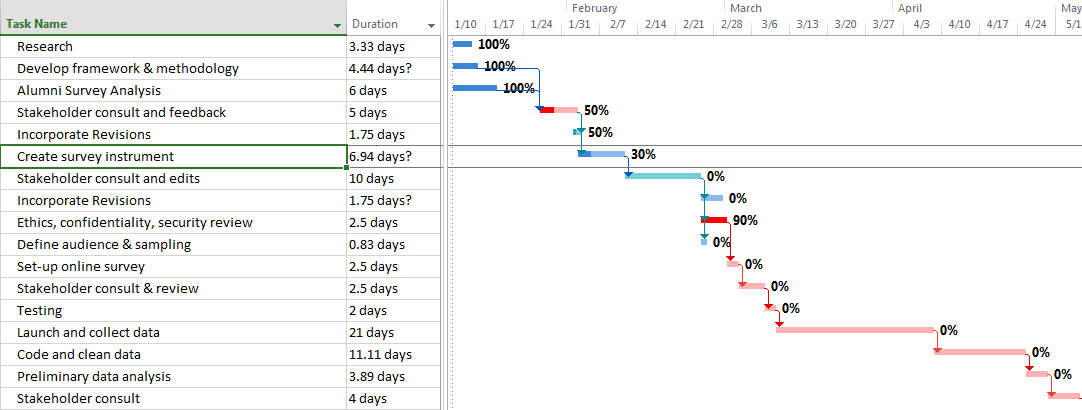 February March April May
Task Name Duration 1/10 1/17 1/24 1/31 2/7 2/14 2/21 2/28 3/6 3/13 3/20 3/27 4/3 4/10 4/17 4/24 5/1
Research 3.33 days 100%
Develop framework & methodology 4.44 days? 100%
Alumni Survey Analysis 6 days 100%
Stakeholder consult and feedback 5 days 50%
Incorporate Revisions 1.75 days 50%
Create survey instrument 6.94 days? 30%
Stakeholder consult and edits 10 days 0%
Incorporate Revisions 1.75 days? 0%
Ethics, confidentiality, security review 2.5 days 90%
Define audience & sampling 0.83 days 0%
Set-up online survey 2.5 days 0%
Stakeholder consult & review 2.5 days 0%
Testing 2 days 0%
Launch and collect data 21 days 0%
Code and clean data 11.11 days 0%
Preliminary data analysis 3.89 days 0%
Stakeholder consult 4 days